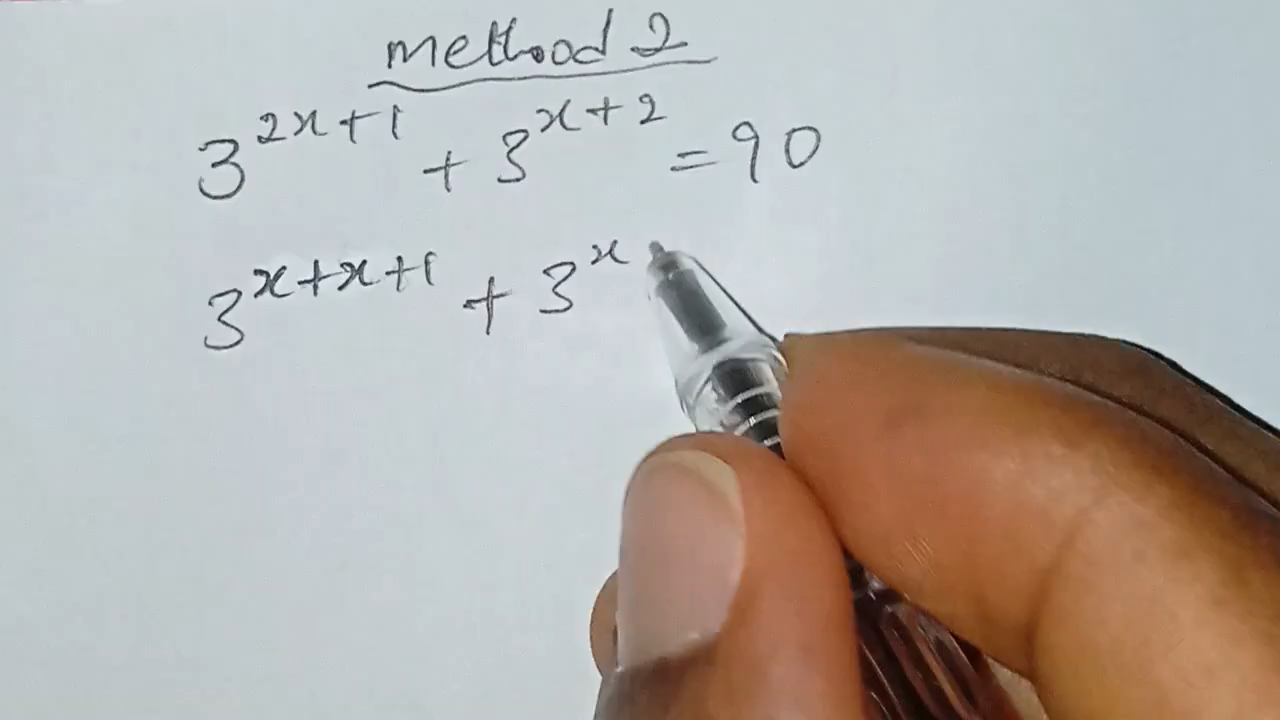 method 2
3^{2x+1} + 3^{x+2} = 90
3^{x+x+1} + 3^{x}